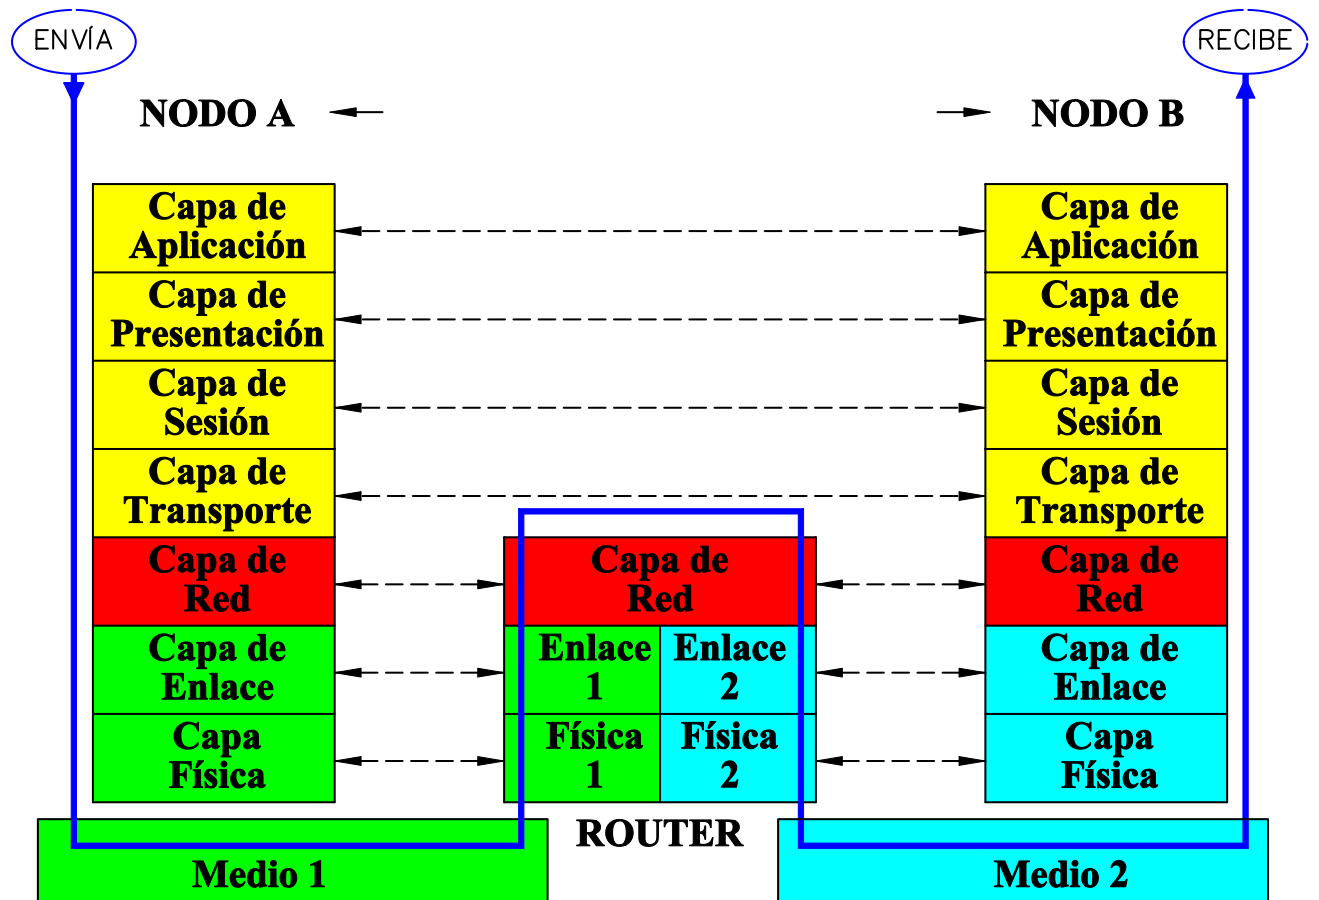 ENVÍA
RECIBE
NODO A
NODO B
Capa de
Aplicación
Capa de
Aplicación
Capa de
Presentación
Capa de
Presentación
Capa de
Sesión
Capa de
Sesión
Capa de
Transporte
Capa de
Transporte
Capa de
Red
Capa de
Red
Capa de
Red
Capa de
Enlace
Enlace
1
Enlace
2
Capa de
Enlace
Capa
Física
Física
1
Física
2
Capa
Física
ROUTER
Medio 1
Medio 2